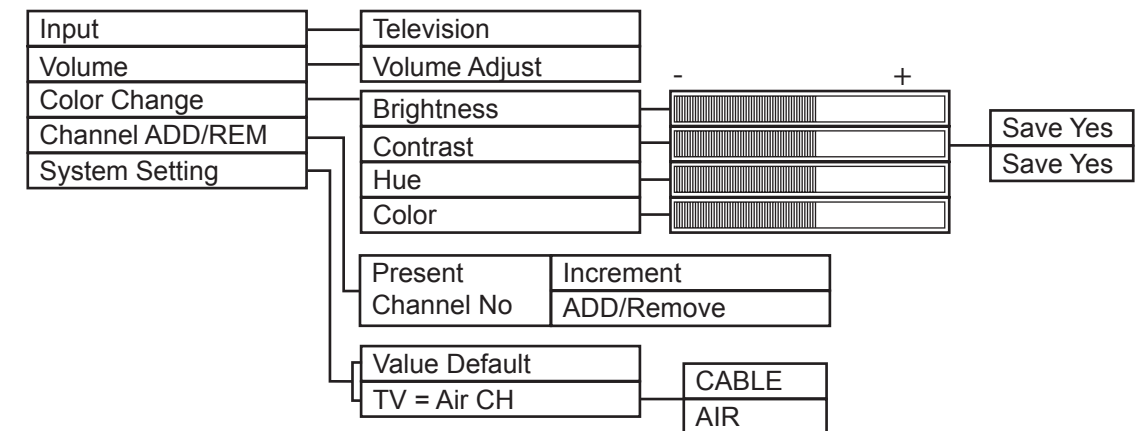 Input
Television
Volume
Volume Adjust
- +
Color Change
Brightness
Channel ADD/REM
Contrast
System Setting
Hue
Color
Save Yes
Save Yes
Present
Channel No
Increment
ADD/Remove
Value Default
TV = Air CH
CABLE
AIR